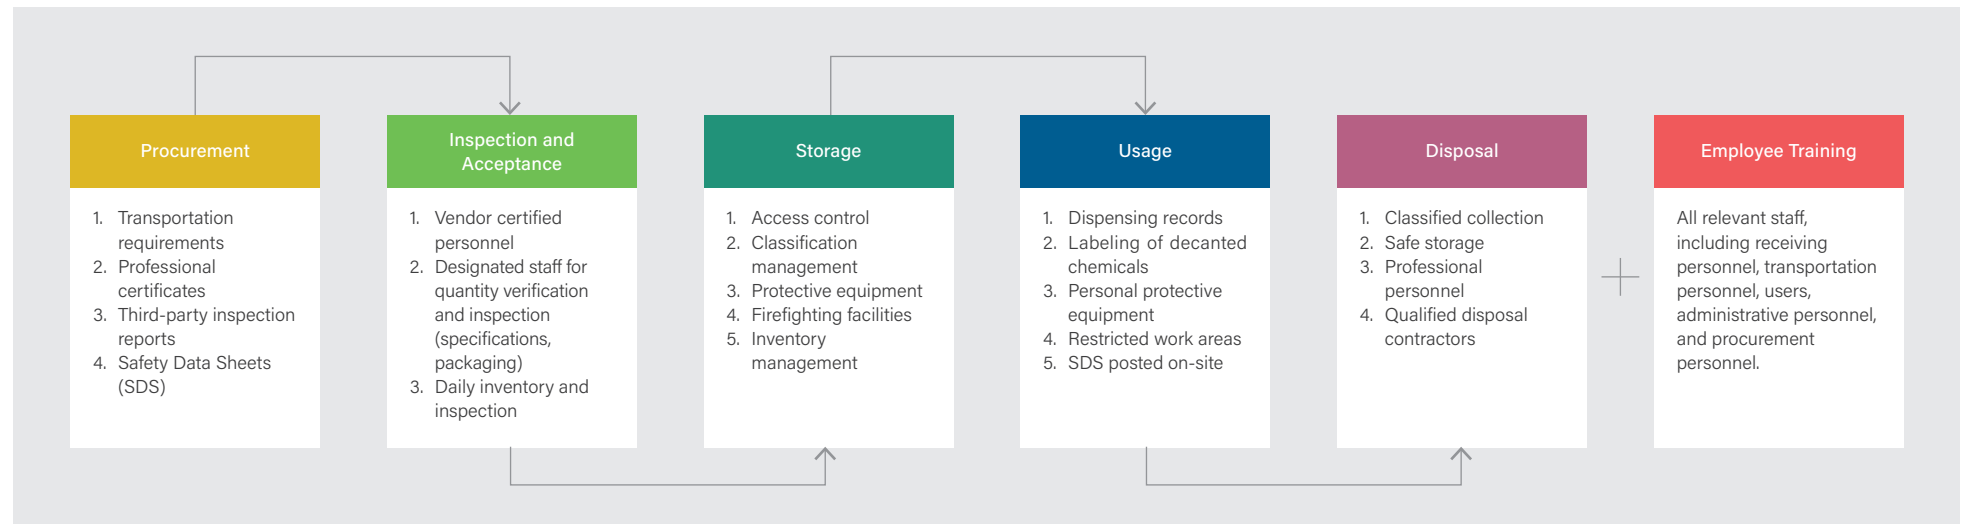 Procurement
1. Transportation
requirements
2. Professional
certificates
3. Third-party inspection
reports
4. Safety Data Sheets
(SDS)
Inspection and
Acceptance
1. Vendor certified
personnel
2. Designated staff for
quantity verification
and inspection
(specifications,
packaging)
3. Daily inventory and
inspection
Storage
1. Access control
2. Classification
management
3. Protective equipment
4. Firefighting facilities
5. Inventory
management
Usage
1. Dispensing records
2. Labeling of decanted
chemicals
3. Personal protective
equipment
4. Restricted work areas
5. SDS posted on-site
Disposal
1. Classified collection
2. Safe storage
3. Professional
personnel
4. Qualified disposal
contractors
Employee Training
All relevant staff,
including receiving
personnel, transportation
personnel, users,
administrative personnel,
and procurement
personnel.